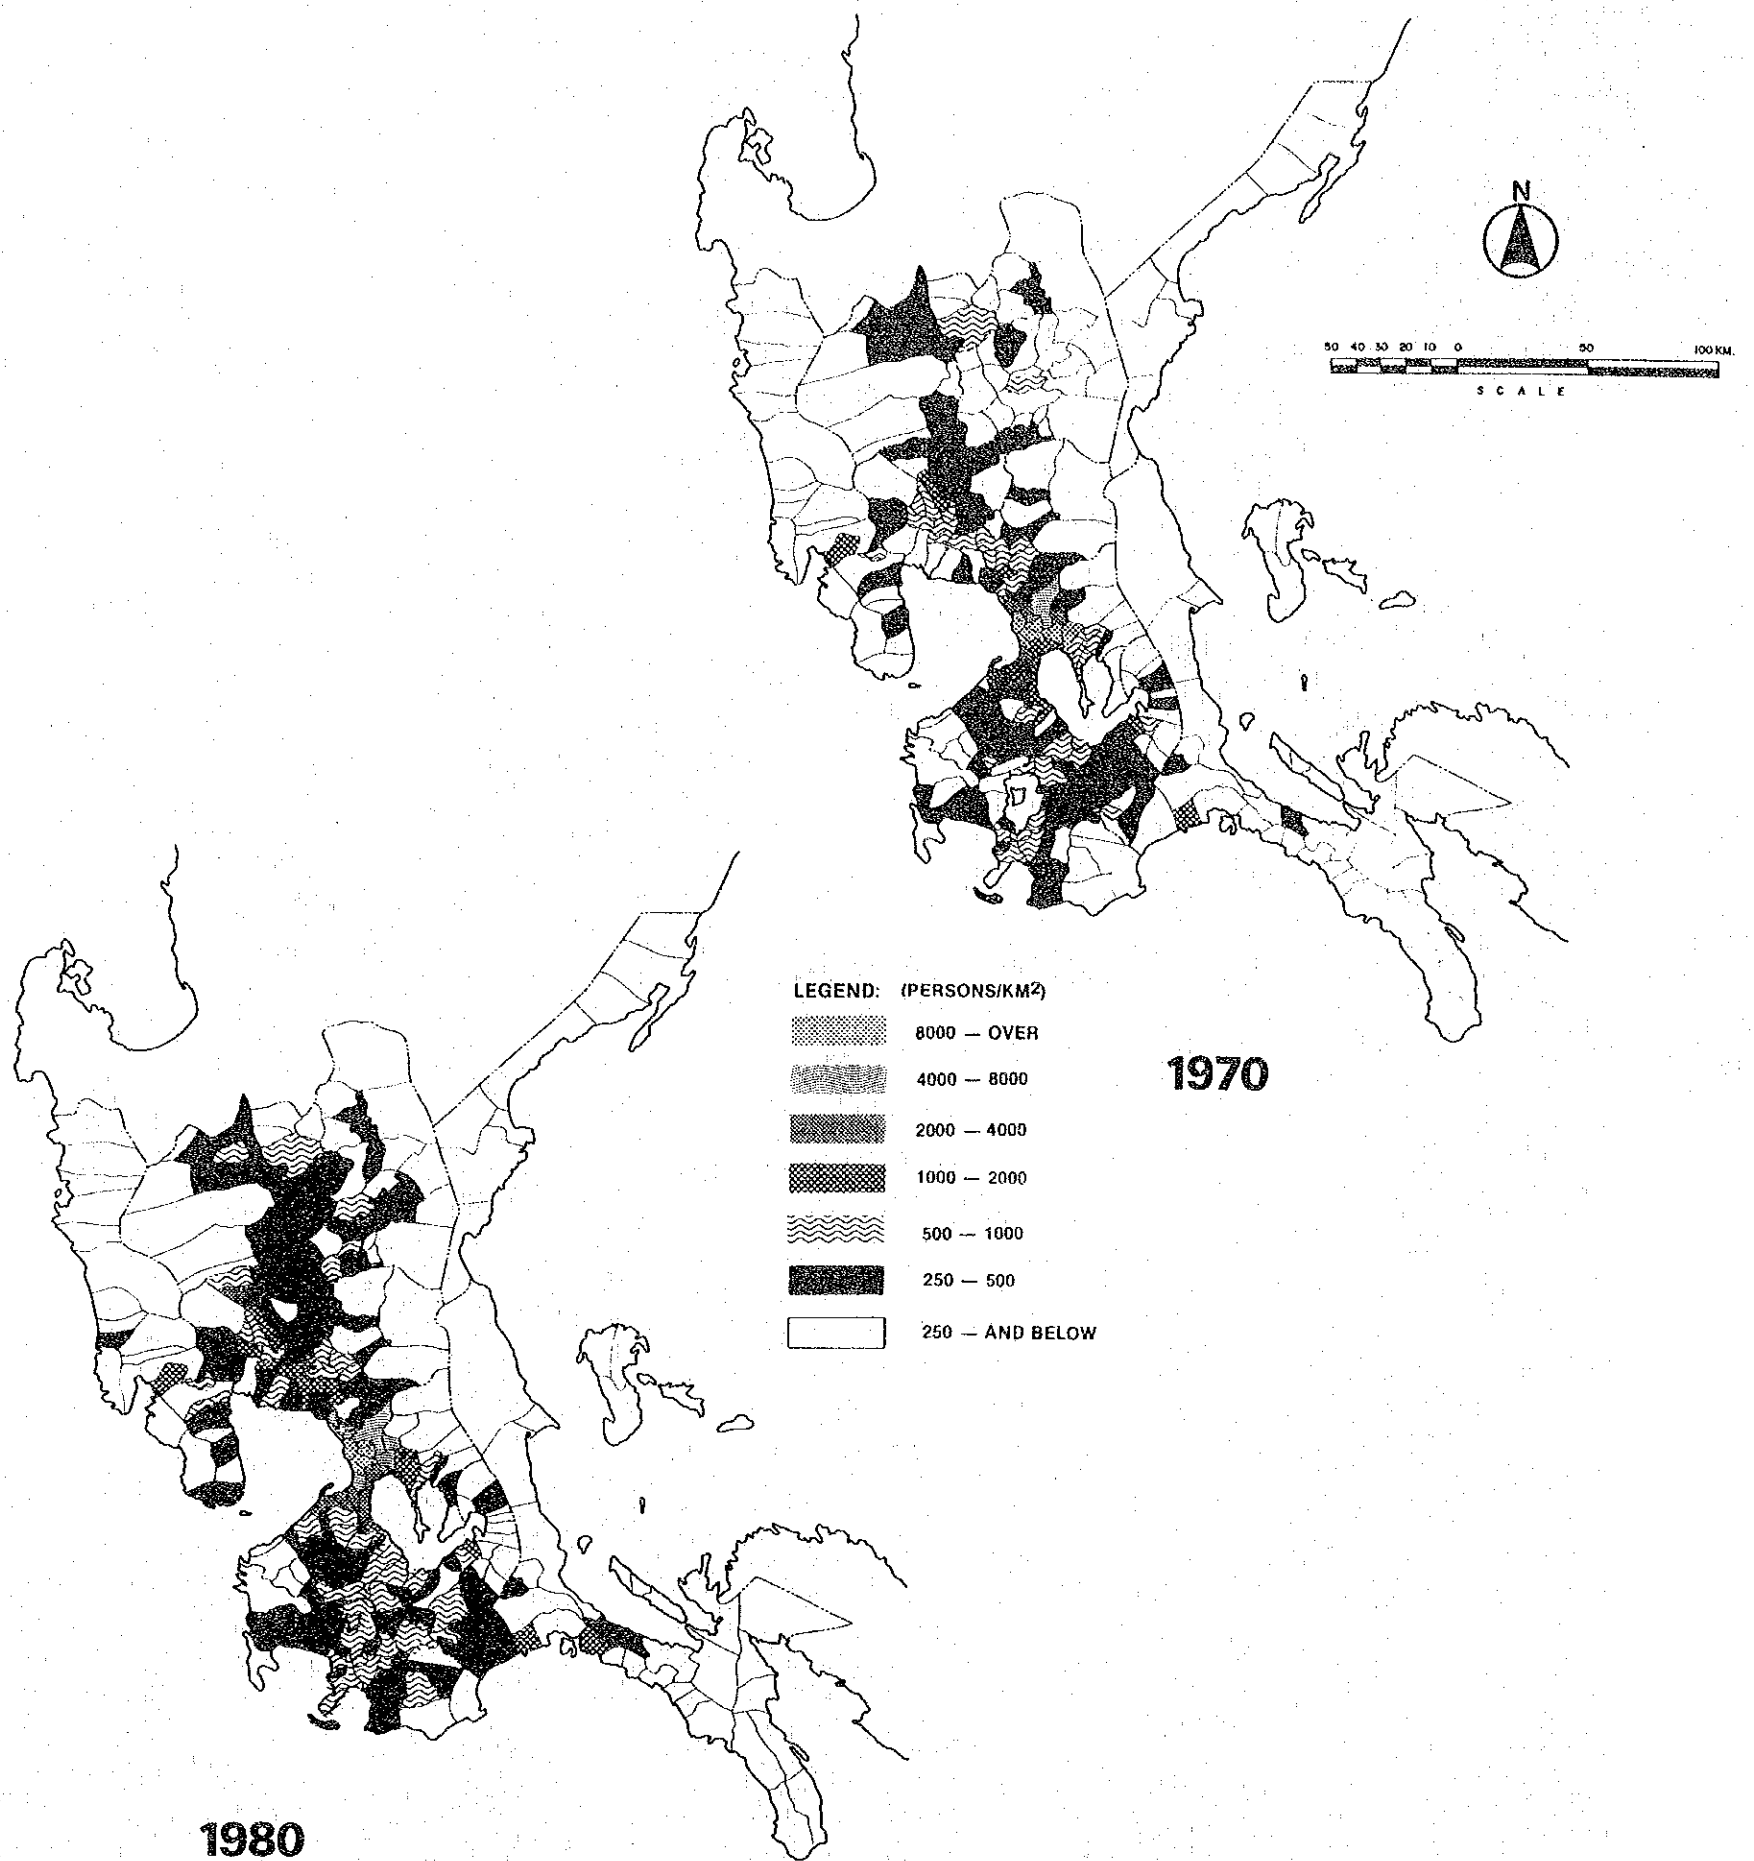 N
50 40 30 20 10 0 50 100 KM.
SCALE
LEGEND: (PERSONS/KM2)
8000 — OVER
4000 — 8000
2000 — 4000
1000 — 2000
500 — 1000
250 — 500
250 — AND BELOW
1970
1980